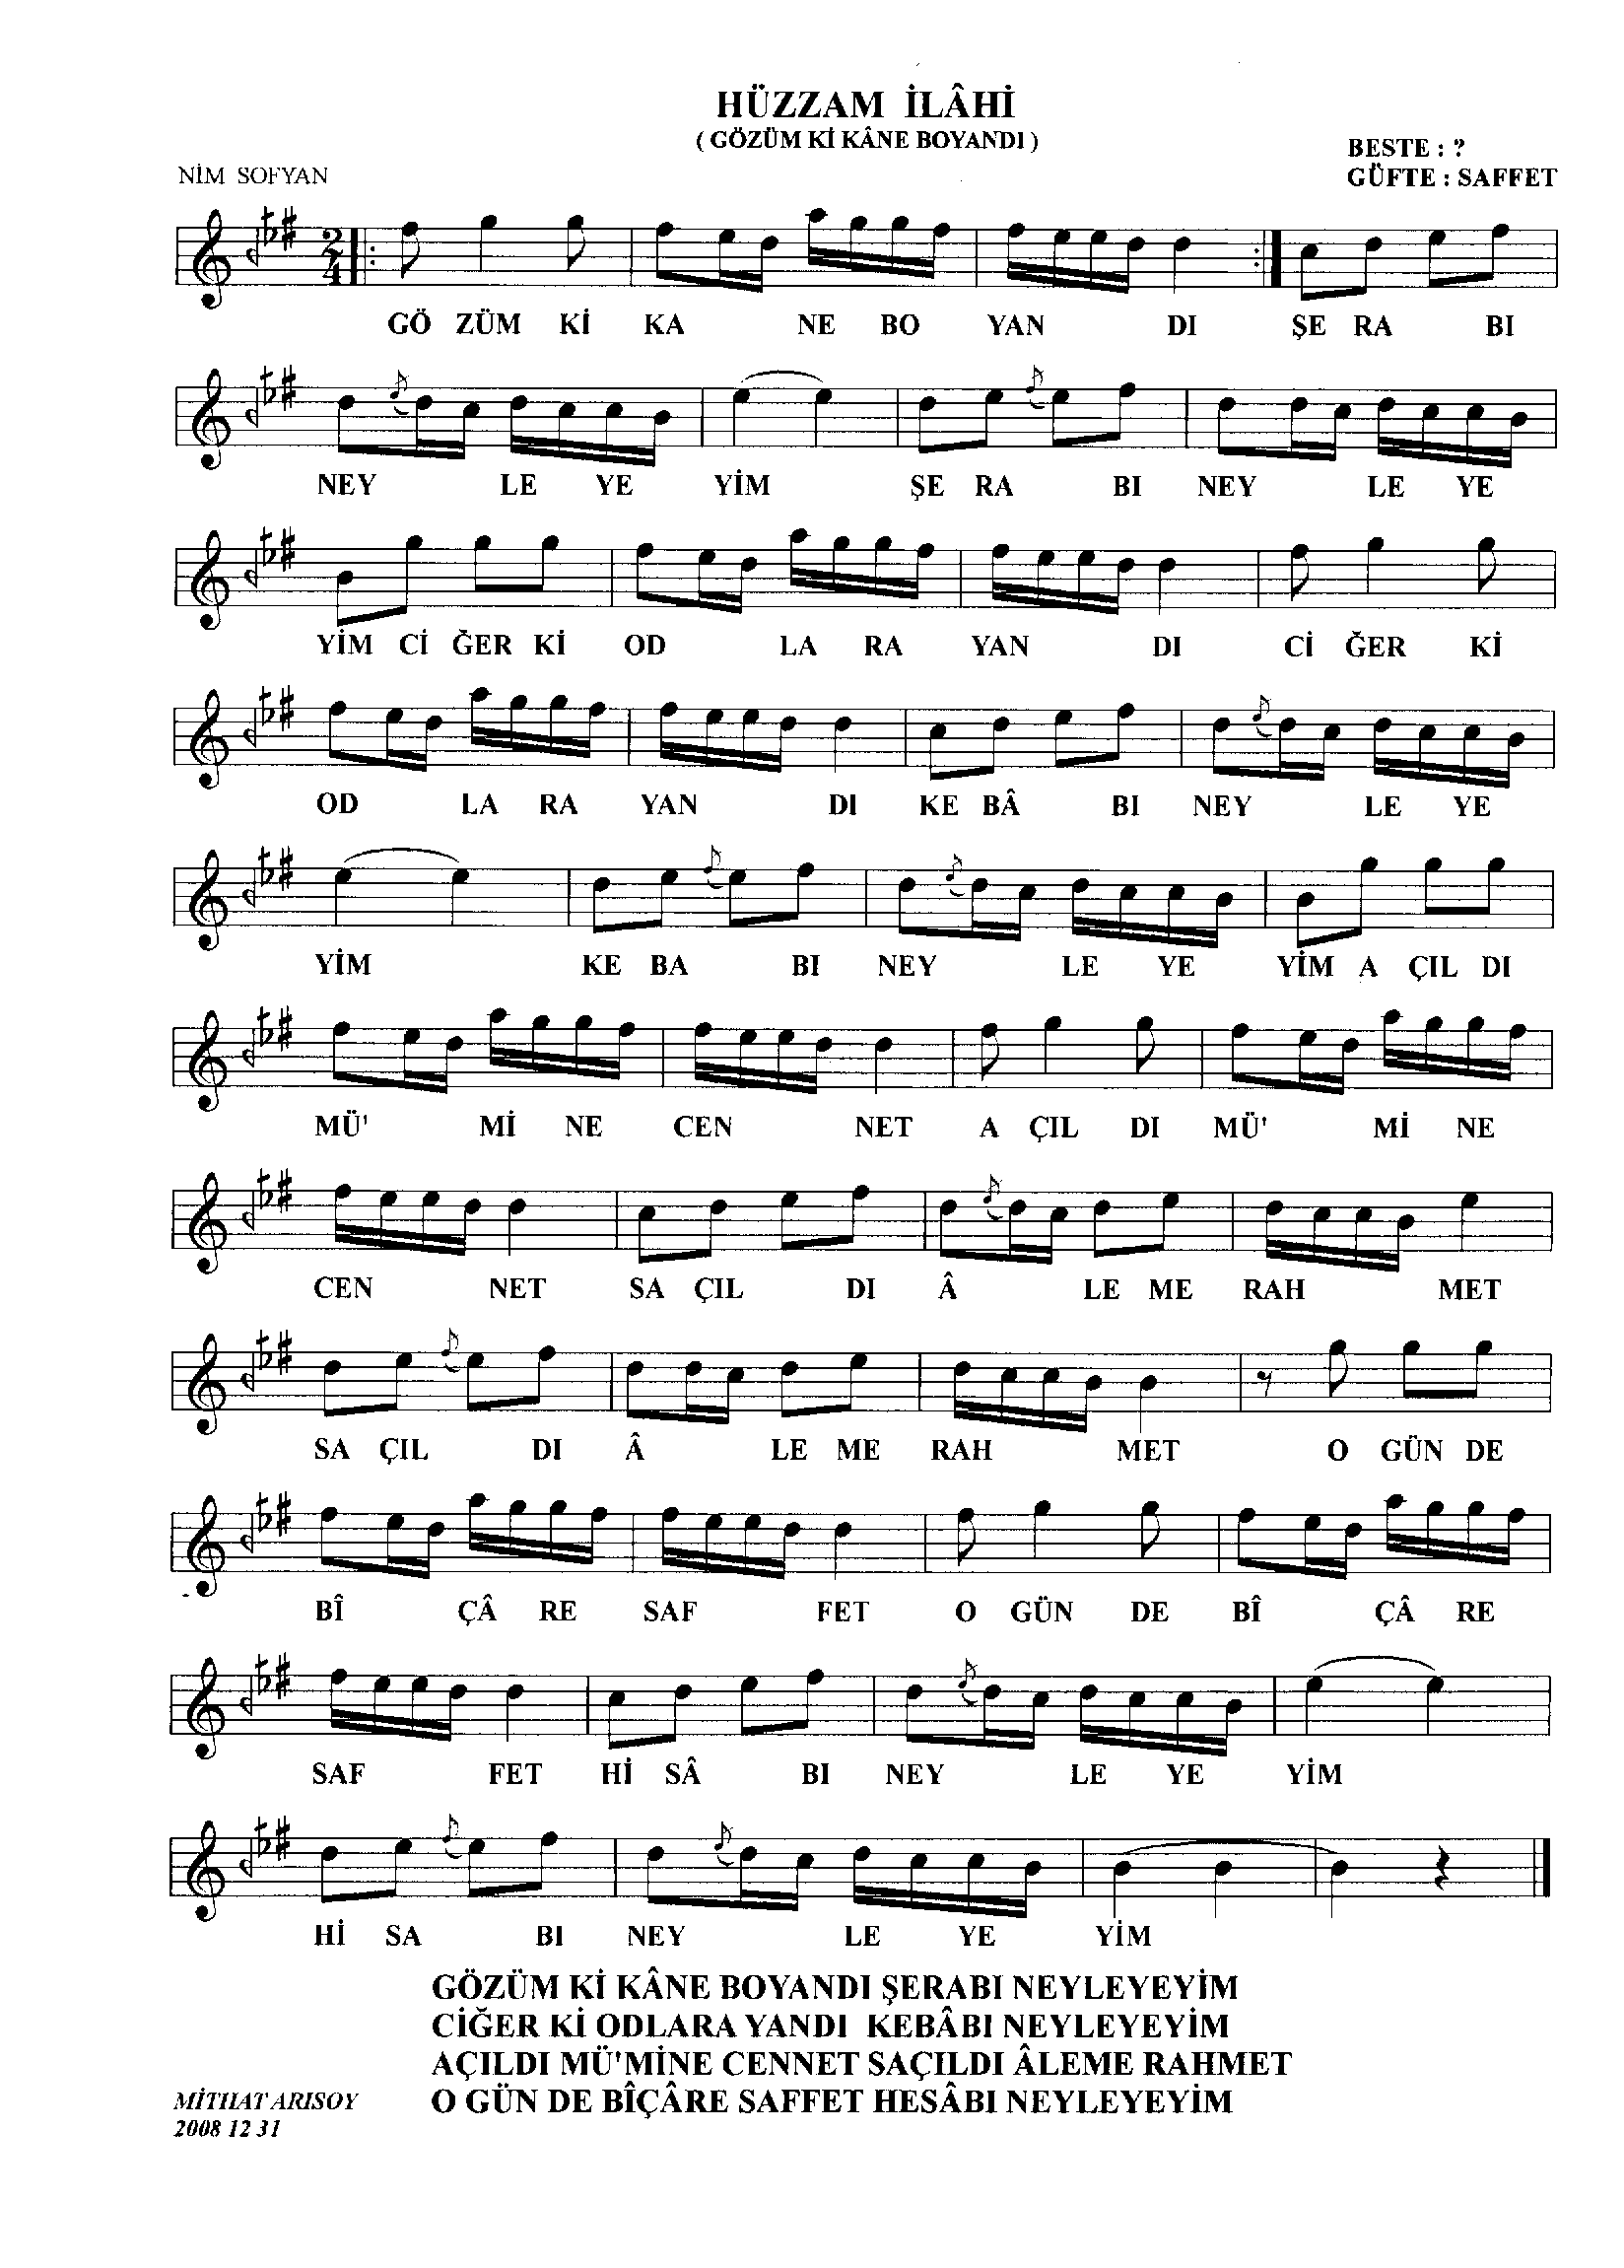 HÜZZAM İLÂHİ
( GÖZÜM Kİ KÂNE BOYANDI )
BESTE : ?
NİM SOFYAN
GÜFTE : SAFFET
2
4
GÖ ZÜM Kİ KA NE BO YAN DI ŞE RA BI
NEY LE YE YİM ŞE RA BI NEY LE YE
YİM Cİ ĞER Kİ OD LA RA YAN DI Cİ ĞER Kİ
OD LA RA YAN DI KE BÂ BI NEY LE YE
YİM KE BA BI NEY LE YE YİM A ÇIL DI
MÜ' Mİ NE CEN NET A ÇIL DI MÜ' Mİ NE
CEN NET SA ÇIL DI Â LE ME RAH MET
SA ÇIL DI Â LE ME RAH MET O GÜN DE
BÎ ÇÂ RE SAF FET O GÜN DE BÎ ÇÂ RE
SAF FET Hİ SÂ BI NEY LE YE YİM
Hİ SA BI NEY LE YE YİM
GÖZÜM Kİ KÂNE BOYANDI ŞERABI NEYLEYEYİM
CİĞER Kİ ODLARA YANDI KEBÂBI NEYLEYEYİM
AÇILDI MÜ'MİNE CENNET SAÇILDI ÂLEME RAHMET
O GÜN DE BÎÇÂRE SAFFET HESÂBI NEYLEYEYİM
MİTHAT ARISOY
2008 12 31